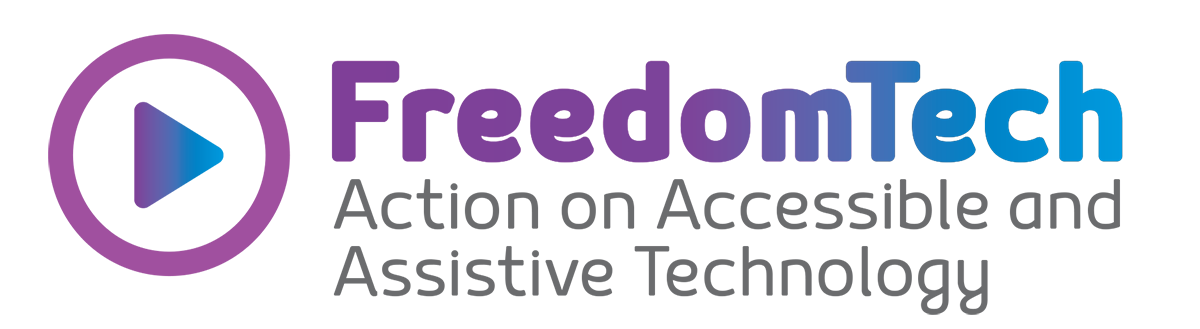 FreedomTech
Action on Accessible and
Assistive Technology